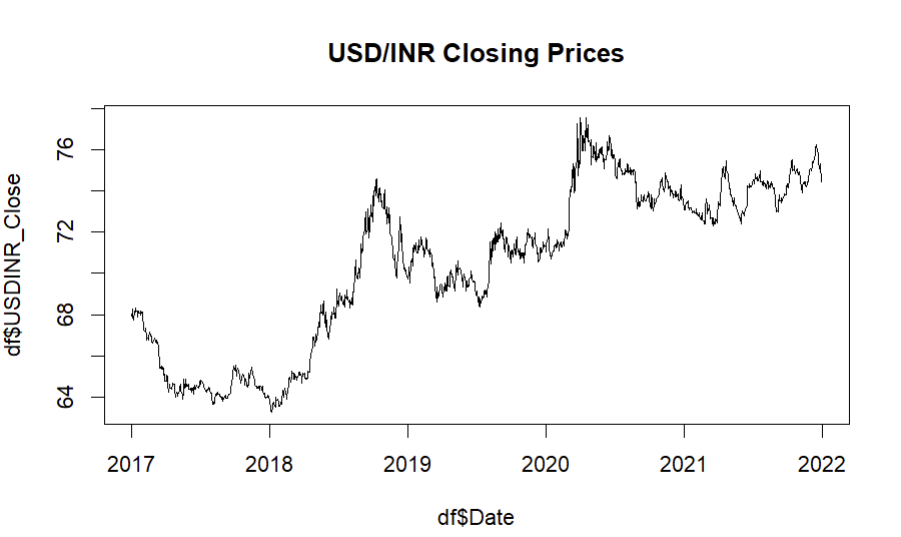 USD/INR Closing Prices
df$USDINR_Close
76
72
68
64
2017 2018 2019 2020 2021 2022
df$Date